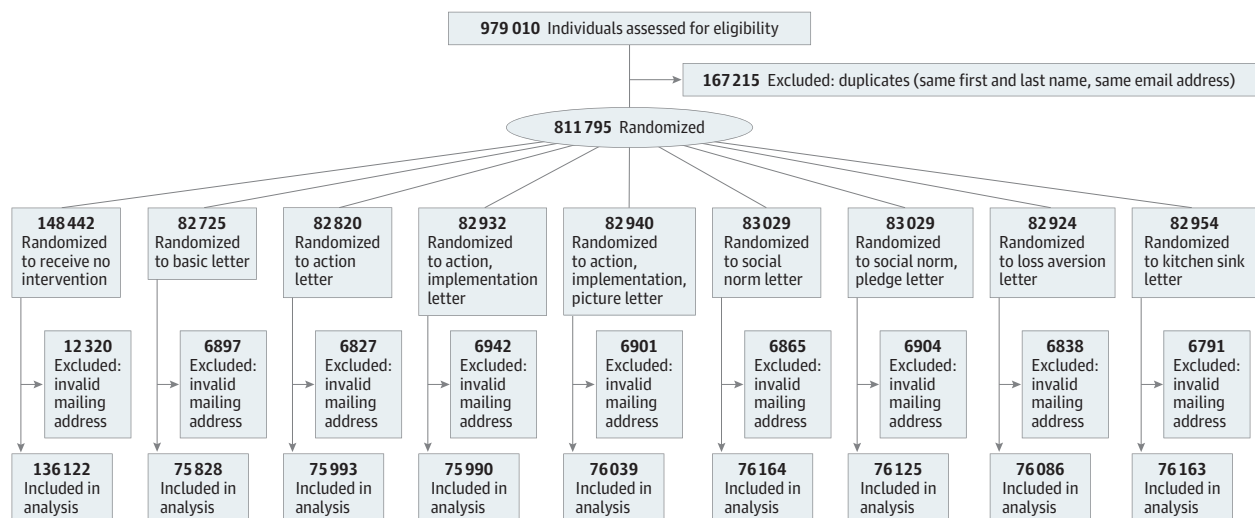 979 010 Individuals assessed for eligibility
167 215 Excluded: duplicates (same first and last name, same email address)
811 795 Randomized
148 442
Randomized
to receive no
intervention
82 725
Randomized
to basic letter
82 820
Randomized
to action
letter
82 932
Randomized
to action,
implementation
letter
82 940
Randomized
to action,
implementation,
picture letter
83 029
Randomized
to social
norm letter
83 029
Randomized
to social norm,
pledge letter
82 924
Randomized
to loss aversion
letter
82 954
Randomized
to kitchen sink
letter
12 320
Excluded:
invalid
mailing
address
6897
Excluded:
invalid
mailing
address
6827
Excluded:
invalid
mailing
address
6942
Excluded:
invalid
mailing
address
6901
Excluded:
invalid
mailing
address
6865
Excluded:
invalid
mailing
address
6904
Excluded:
invalid
mailing
address
6838
Excluded:
invalid
mailing
address
6791
Excluded:
invalid
mailing
address
136 122
Included in
analysis
75 828
Included in
analysis
75 993
Included in
analysis
75 990
Included in
analysis
76 039
Included in
analysis
76 164
Included in
analysis
76 125
Included in
analysis
76 086
Included in
analysis
76 163
Included in
analysis